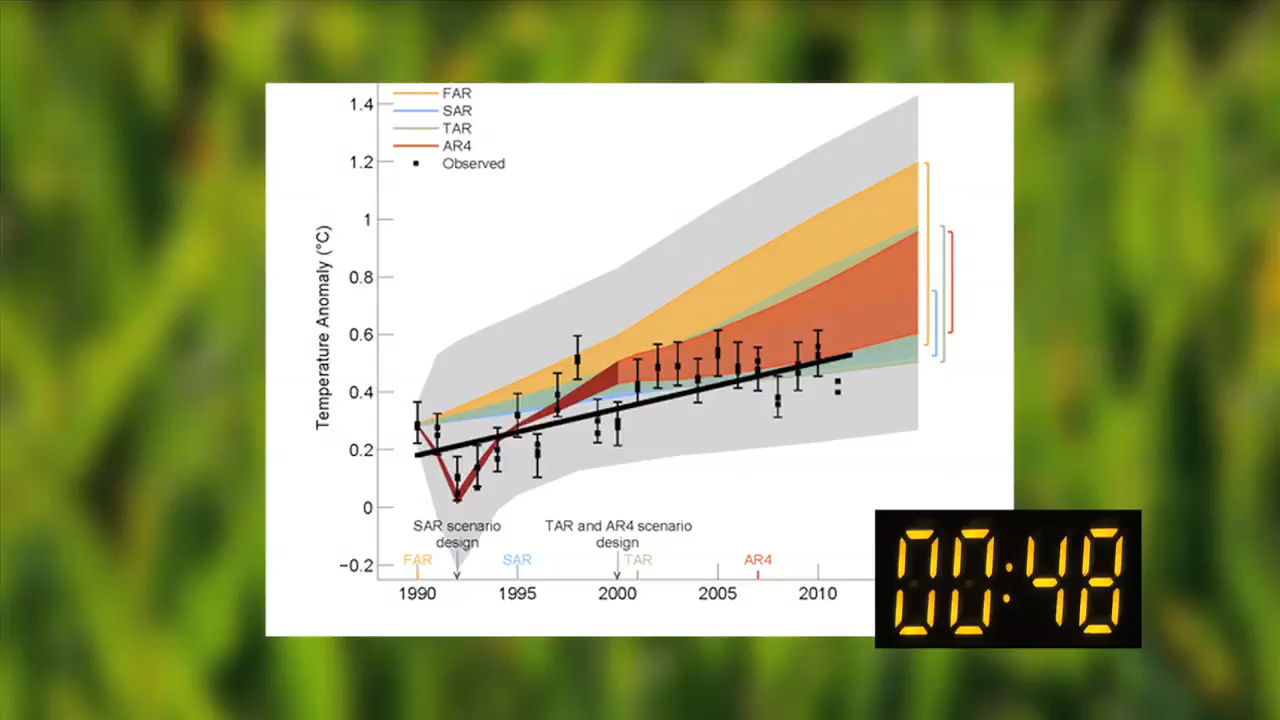 FAR
SAR
TAR
AR4
Observed
Temperature Anomaly (°C)
1.4
1.2
1
0.8
0.6
0.4
0.2
0
−0.2
SAR scenario
design
TAR and AR4 scenario
design
FAR
SAR
TAR
AR4
1990
1995
2000
2005
2010
00:48